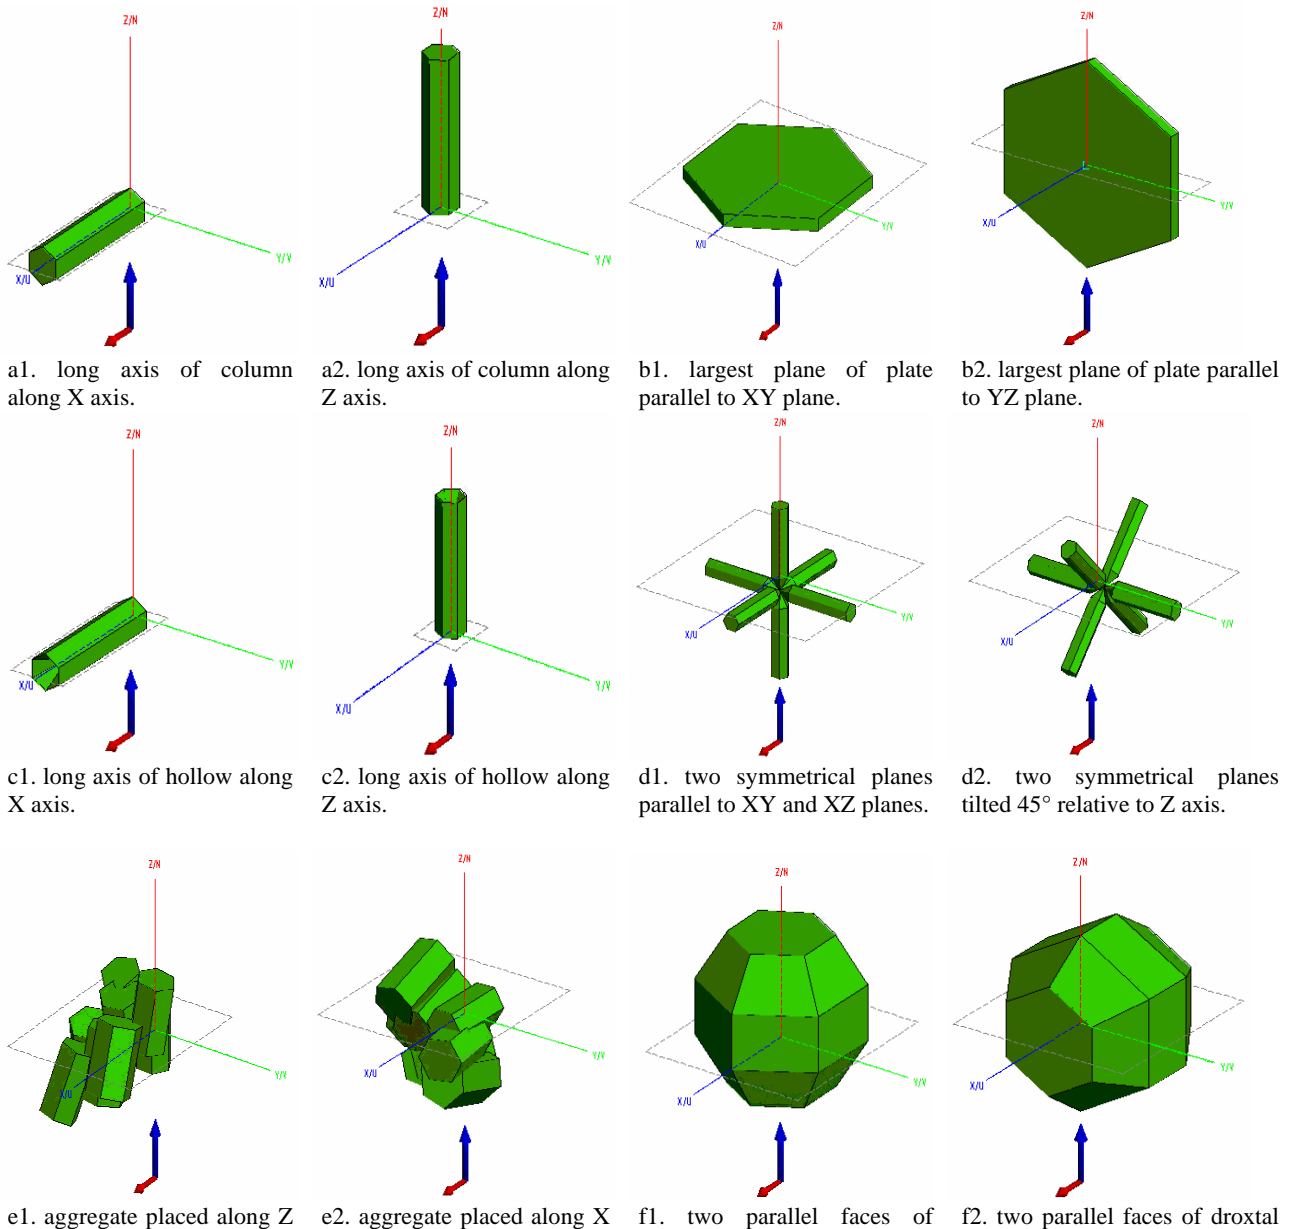 Z/N
Z/N
Z/N
Z/N
X/U
Y/V
X/U
Y/V
X/U
Y/V
X/U
Y/V
a1. long axis of column
along X axis.
a2. long axis of column along
Z axis.
b1. largest plane of plate
parallel to XY plane.
b2. largest plane of plate parallel
to YZ plane.
Z/N
Z/N
Z/N
Z/N
X/U
Y/V
X/U
Y/V
X/U
Y/V
X/U
Y/V
c1. long axis of hollow along
X axis.
c2. long axis of hollow along
Z axis.
d1. two symmetrical planes
parallel to XY and XZ planes.
d2. two symmetrical planes
tilted 45° relative to Z axis.
Z/N
Z/N
Z/N
Z/N
X/U
Y/V
X/U
Y/V
X/U
Y/V
X/U
Y/V
e1. aggregate placed along Z
e2. aggregate placed along X
f1. two parallel faces of
f2. two parallel faces of droxtal